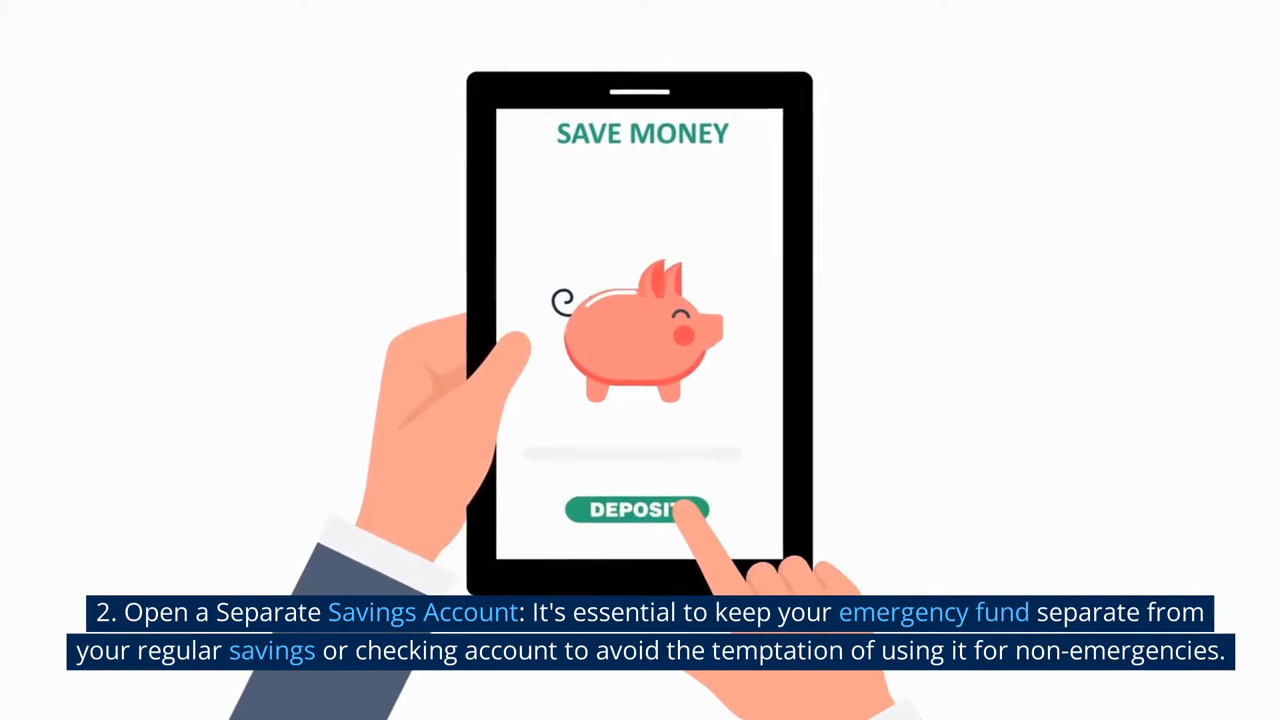 SAVE MONEY
DEPOSIT
2. Open a Separate Savings Account: It's essential to keep your emergency fund separate from
your regular savings or checking account to avoid the temptation of using it for non-emergencies.